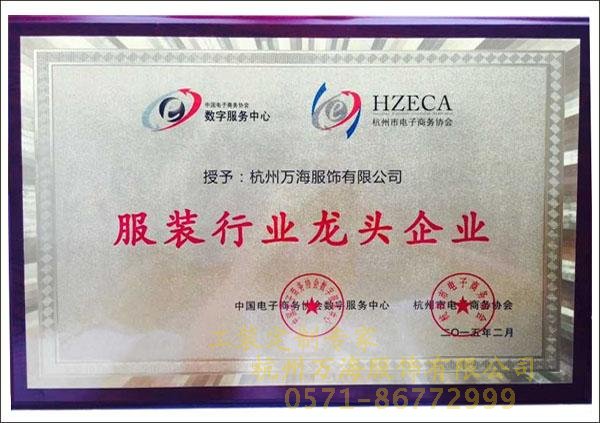 中国电子商务协会
数字服务中心
HZECA
杭州市电子商务协会
授予：杭州万海服饰有限公司
服装行业龙头企业
中国电子商务协会数字服务中心
杭州市电子商务协会
二〇一五年二月
工装定制专家
杭州万海服饰有限公司
0571-86772999